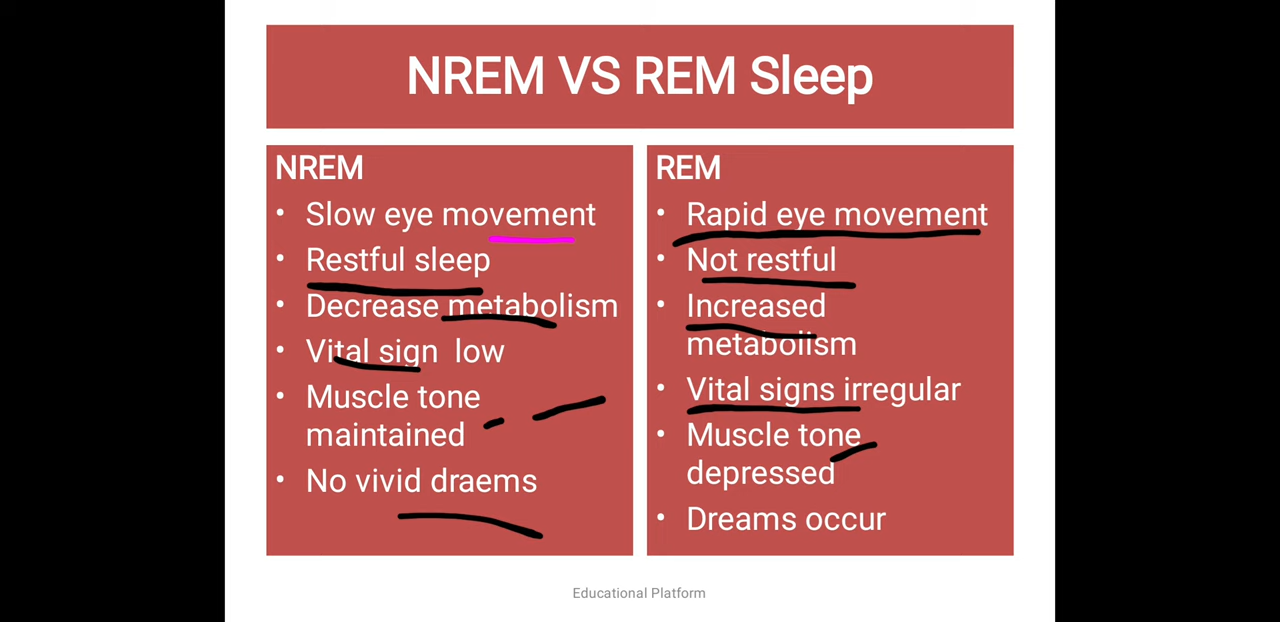 NREM VS REM Sleep
NREM
• Slow eye movement
• Restful sleep
• Decrease metabolism
• Vital sign  low
• Muscle tone
maintained
• No vivid draems
REM
• Rapid eye movement
• Not restful
• Increased
metabolism
• Vital signs irregular
• Muscle tone
depressed
• Dreams occur
Educational Platform